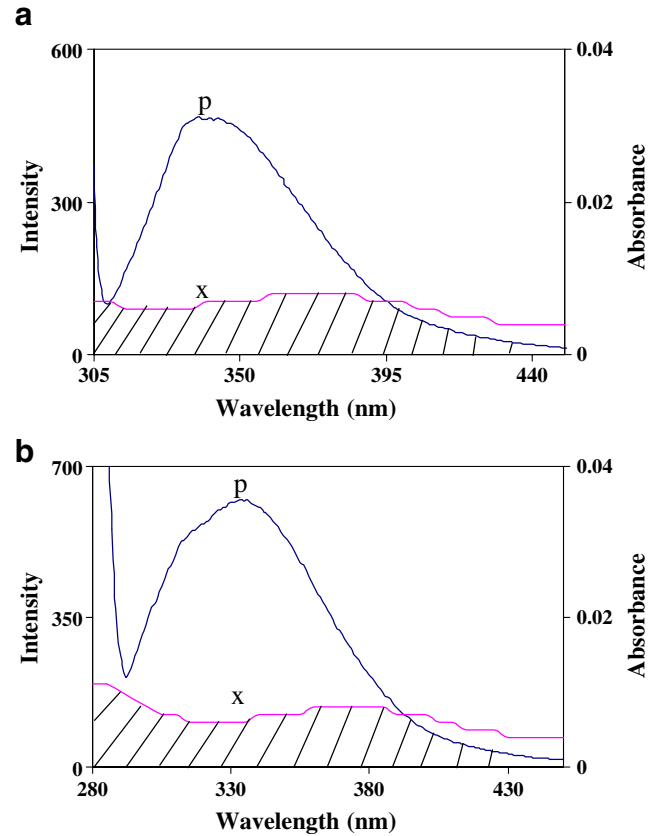 a
600
0.04
p
Intensity
300
0.02
Absorbance
x
0
0
305
350
395
440
Wavelength (nm)
b
700
0.04
p
Intensity
350
0.02
Absorbance
x
0
0
280
330
380
430
Wavelength (nm)